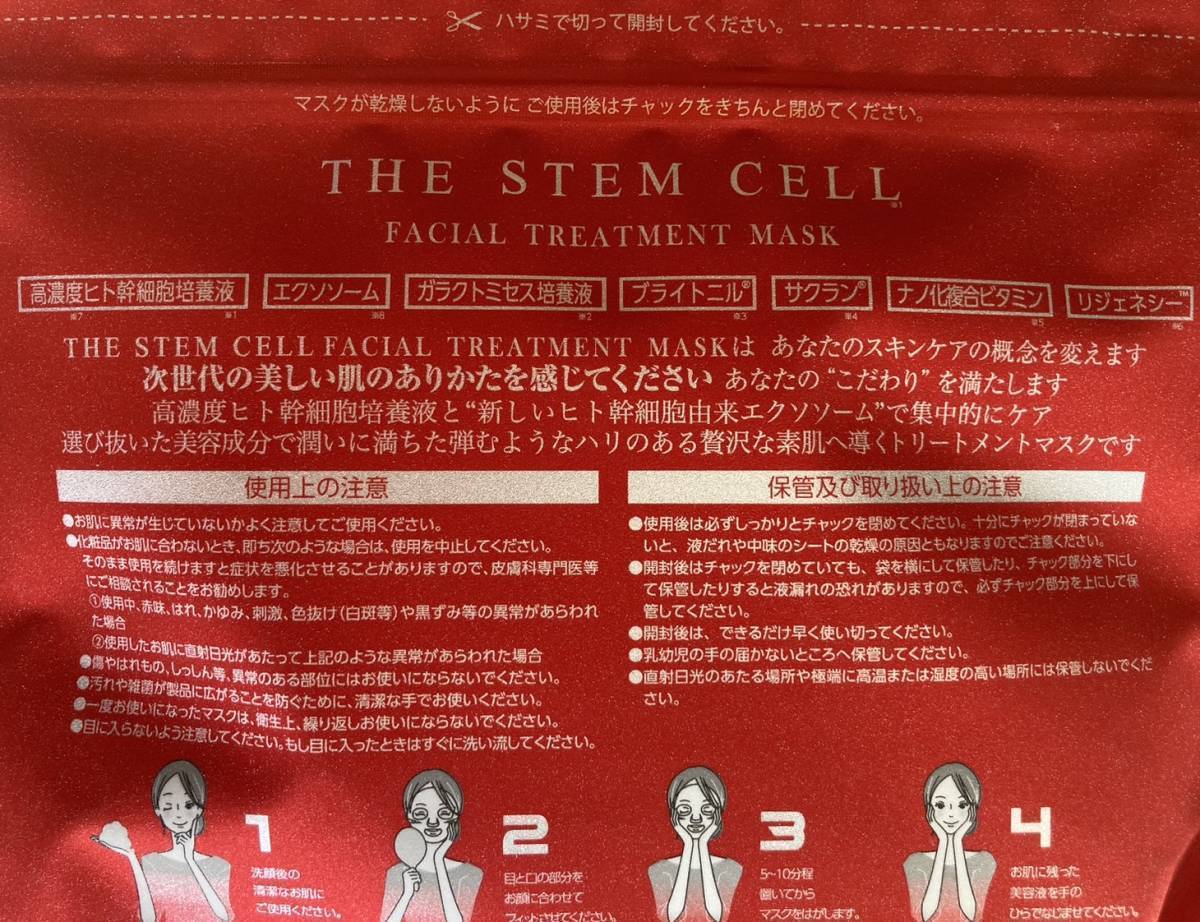 ハサミで切って開封してください。
マスクが乾燥しないように ご使用後はチャックをきちんと閉めてください。
THE STEM CELL
※1
FACIAL TREATMENT MASK
高濃度ヒト幹細胞培養液 エクソソーム ガラクトミセス培養液 ブライトニル® サクラン® ナノ化複合ビタミン リジェネシー™
※7 ※1 ※8 ※2 ※3 ※4 ※5 ※6
THE STEM CELL FACIAL TREATMENT MASKは あなたのスキンケアの概念を変えます
次世代の美しい肌のありかたを感じてください あなたの“こだわり”を満たします
高濃度ヒト幹細胞培養液と“新しいヒト幹細胞由来エクソソーム”で集中的にケア
選び抜いた美容成分で潤いに満ちた弾むようなハリのある贅沢な素肌へ導くトリートメントマスクです
使用上の注意
●お肌に異常が生じていないかよく注意してご使用ください。
●化粧品がお肌に合わないとき、即ち次のような場合は、使用を中止してください。
そのまま使用を続けますと症状を悪化させることがありますので、皮膚科専門医等
にご相談されることをお勧めします。
①使用中、赤味、はれ、かゆみ、刺激、色抜け(白斑等)や黒ずみ等の異常があらわれ
た場合
②使用したお肌に直射日光があたって上記のような異常があらわれた場合
●傷やはれもの、しっしん等、異常のある部位にはお使いにならないでください。
●汚れや雑菌が製品に広がることを防ぐために、清潔な手でお使いください。
●一度お使いになったマスクは、衛生上、繰り返しお使いにならないでください。
●目に入らないよう注意してください。もし目に入ったときはすぐに洗い流してください。
保管及び取り扱い上の注意
●使用後は必ずしっかりとチャックを閉めてください。十分にチャックが閉まっていな
いと、液だれや中味のシートの乾燥の原因ともなりますのでご注意ください。
●開封後はチャックを閉めていても、袋を横にして保管したり、チャック部分を下にし
て保管したりすると液漏れの恐れがありますので、必ずチャック部分を上にして保
管してください。
●開封後は、できるだけ早く使い切ってください。
●乳幼児の手の届かないところへ保管してください。
●直射日光のあたる場所や極端に高温または湿度の高い場所には保管しないでくだ
さい。
1
洗顔後の
清潔なお肌に
ご使用ください。
2
目と口の部分を
お顔に合わせて
フィットさせてください。
3
5~10分程
置いてから
マスクをはがします。
4
お肌に残った
美容液を手の
ひらでなじませてください。